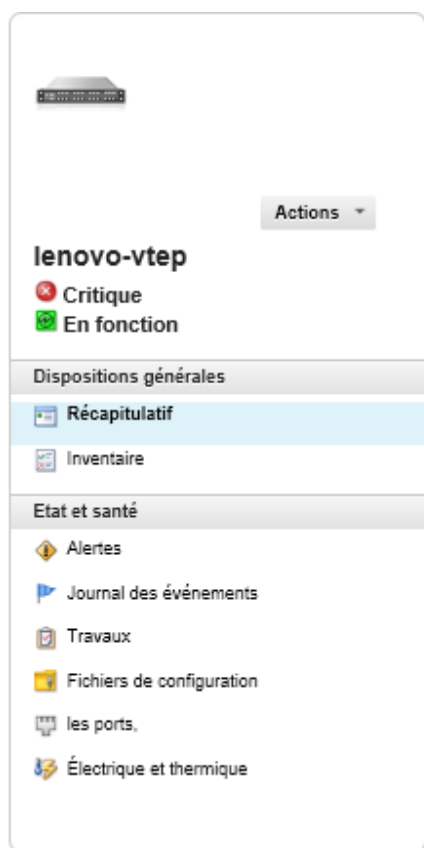 Actions
lenovo-vtep
Critique
En fonction
Dispositions générales
Récapitulatif
Inventaire
Etat et santé
Alertes
Journal des événements
Travaux
Fichiers de configuration
les ports,
Électrique et thermique